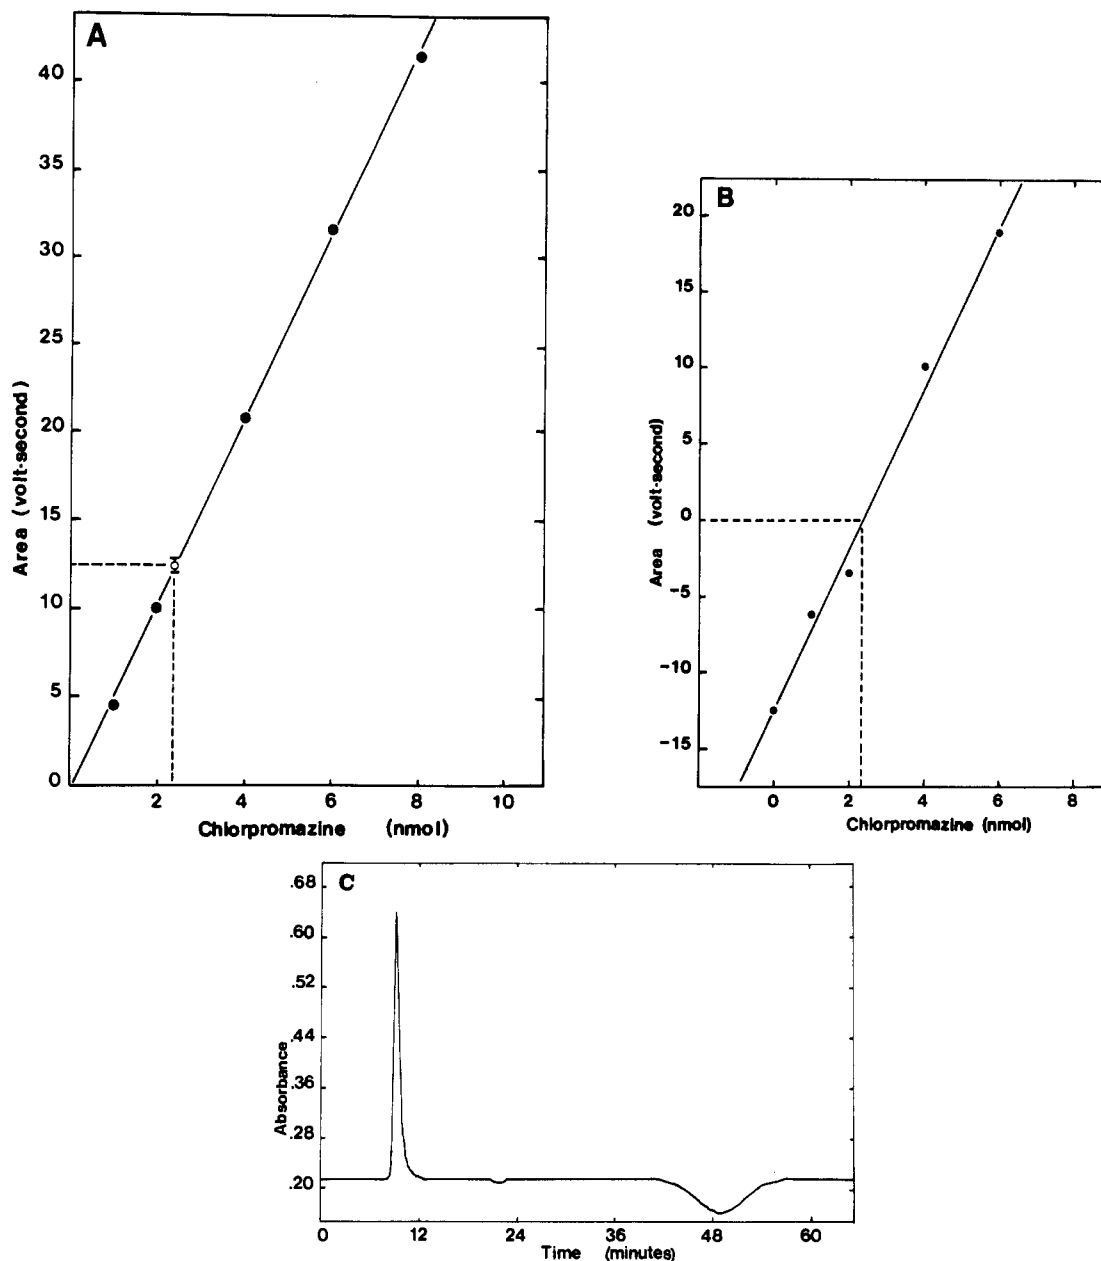 A
40
35
30
25
20
15
10
5
0
Area (volt-second)
2 4 6 8 10
Chlorpromazine (nmol)
B
20
15
10
5
0
-5
-10
-15
Area (volt-second)
0 2 4 6 8
Chlorpromazine (nmol)
C
.68
.60
.52
.44
.36
.28
.20
Absorbance
0 12 24 36 48 60
Time (minutes)